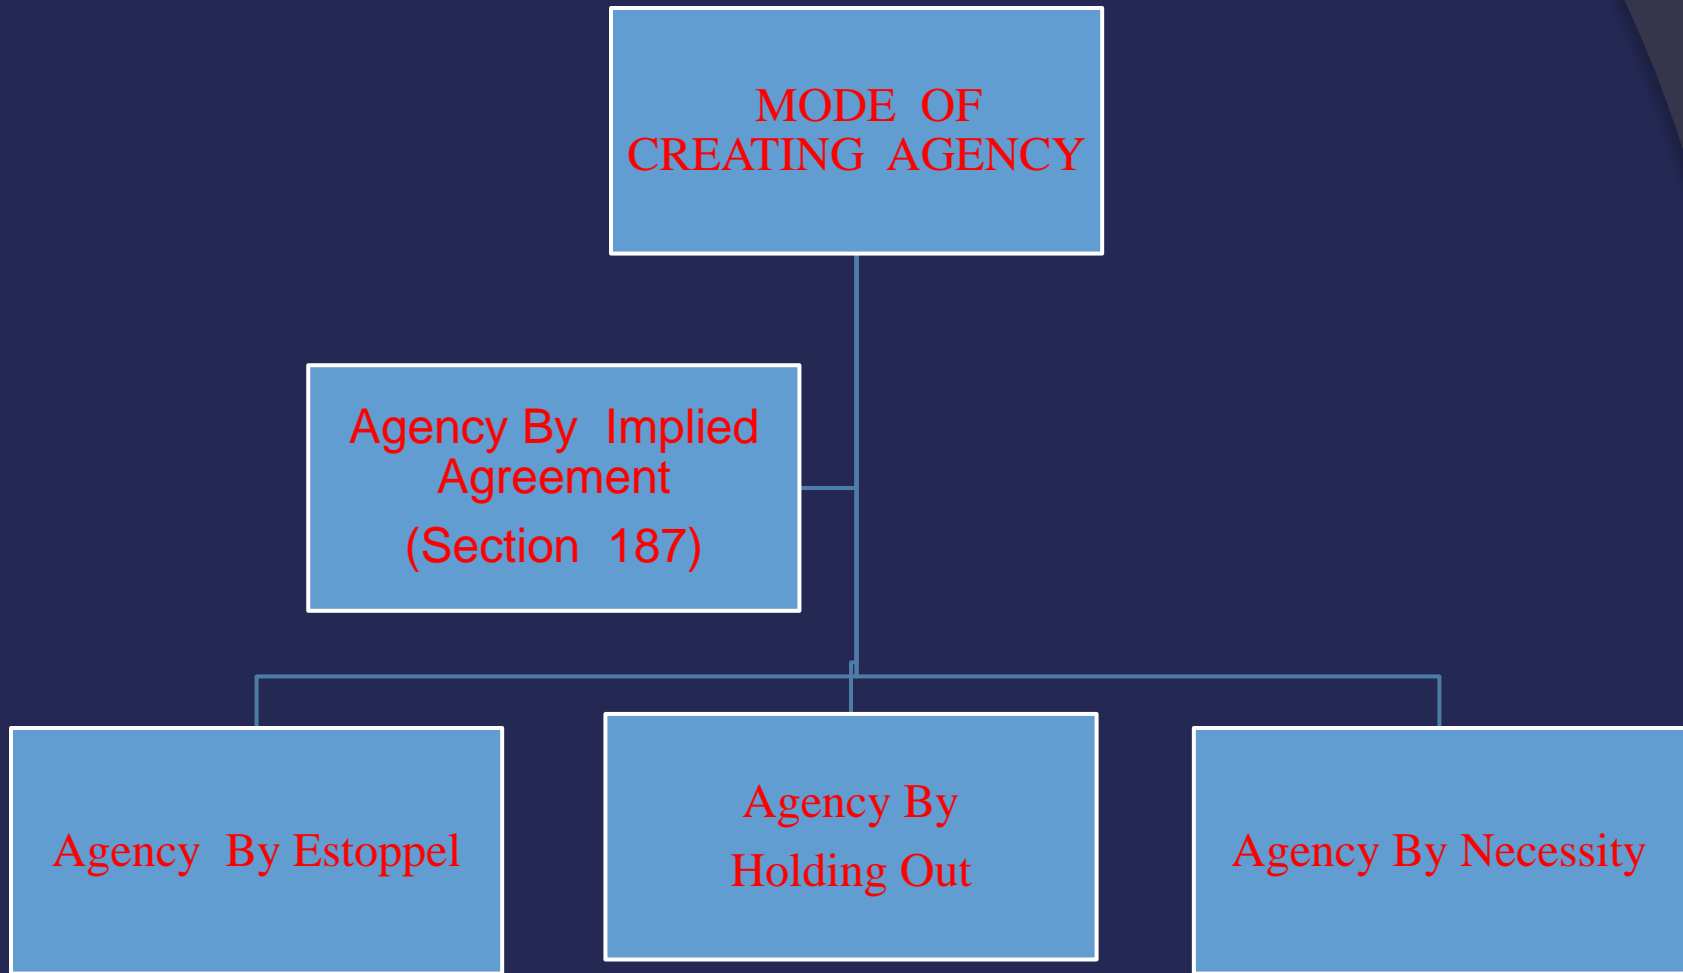 MODE OF
CREATING AGENCY
Agency By Implied
Agreement
(Section 187)
Agency By Estoppel
Agency By
Holding Out
Agency By Necessity